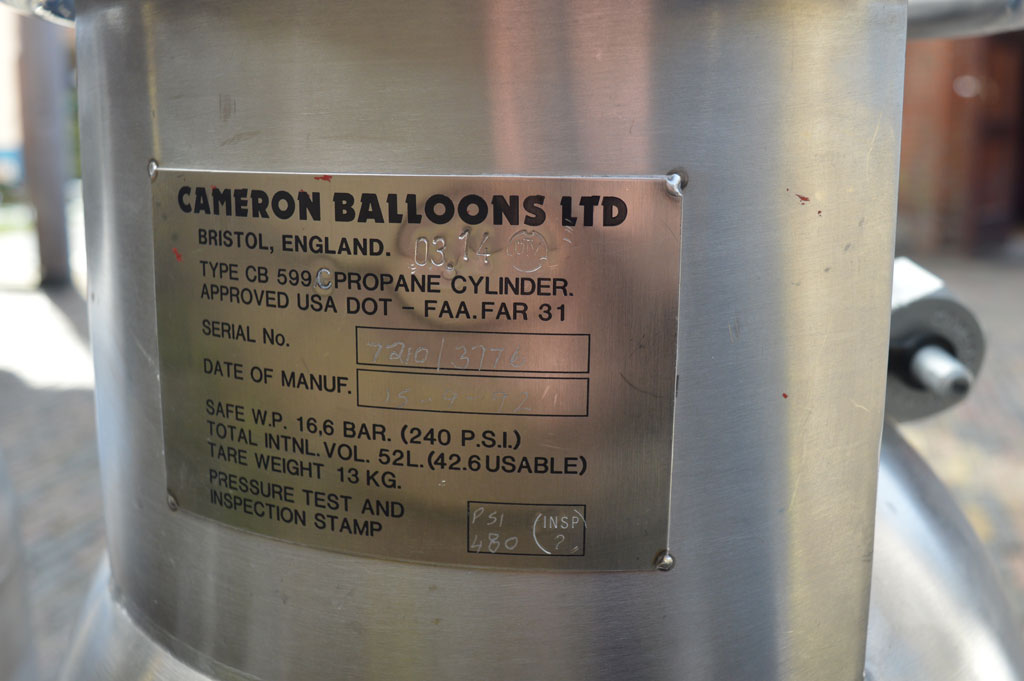 CAMERON BALLOONS LTD
BRISTOL, ENGLAND. 03.14
TYPE CB 599 C PROPANE CYLINDER.
APPROVED USA DOT - FAA.FAR 31
SERIAL No. 7210/3776
DATE OF MANUF.
SAFE W.P. 16,6 BAR. (240 P.S.I.)
TOTAL INTNL. VOL. 52L. (42.6 USABLE)
TARE WEIGHT 13 KG.
PRESSURE TEST AND
INSPECTION STAMP
PSI
480
INSP